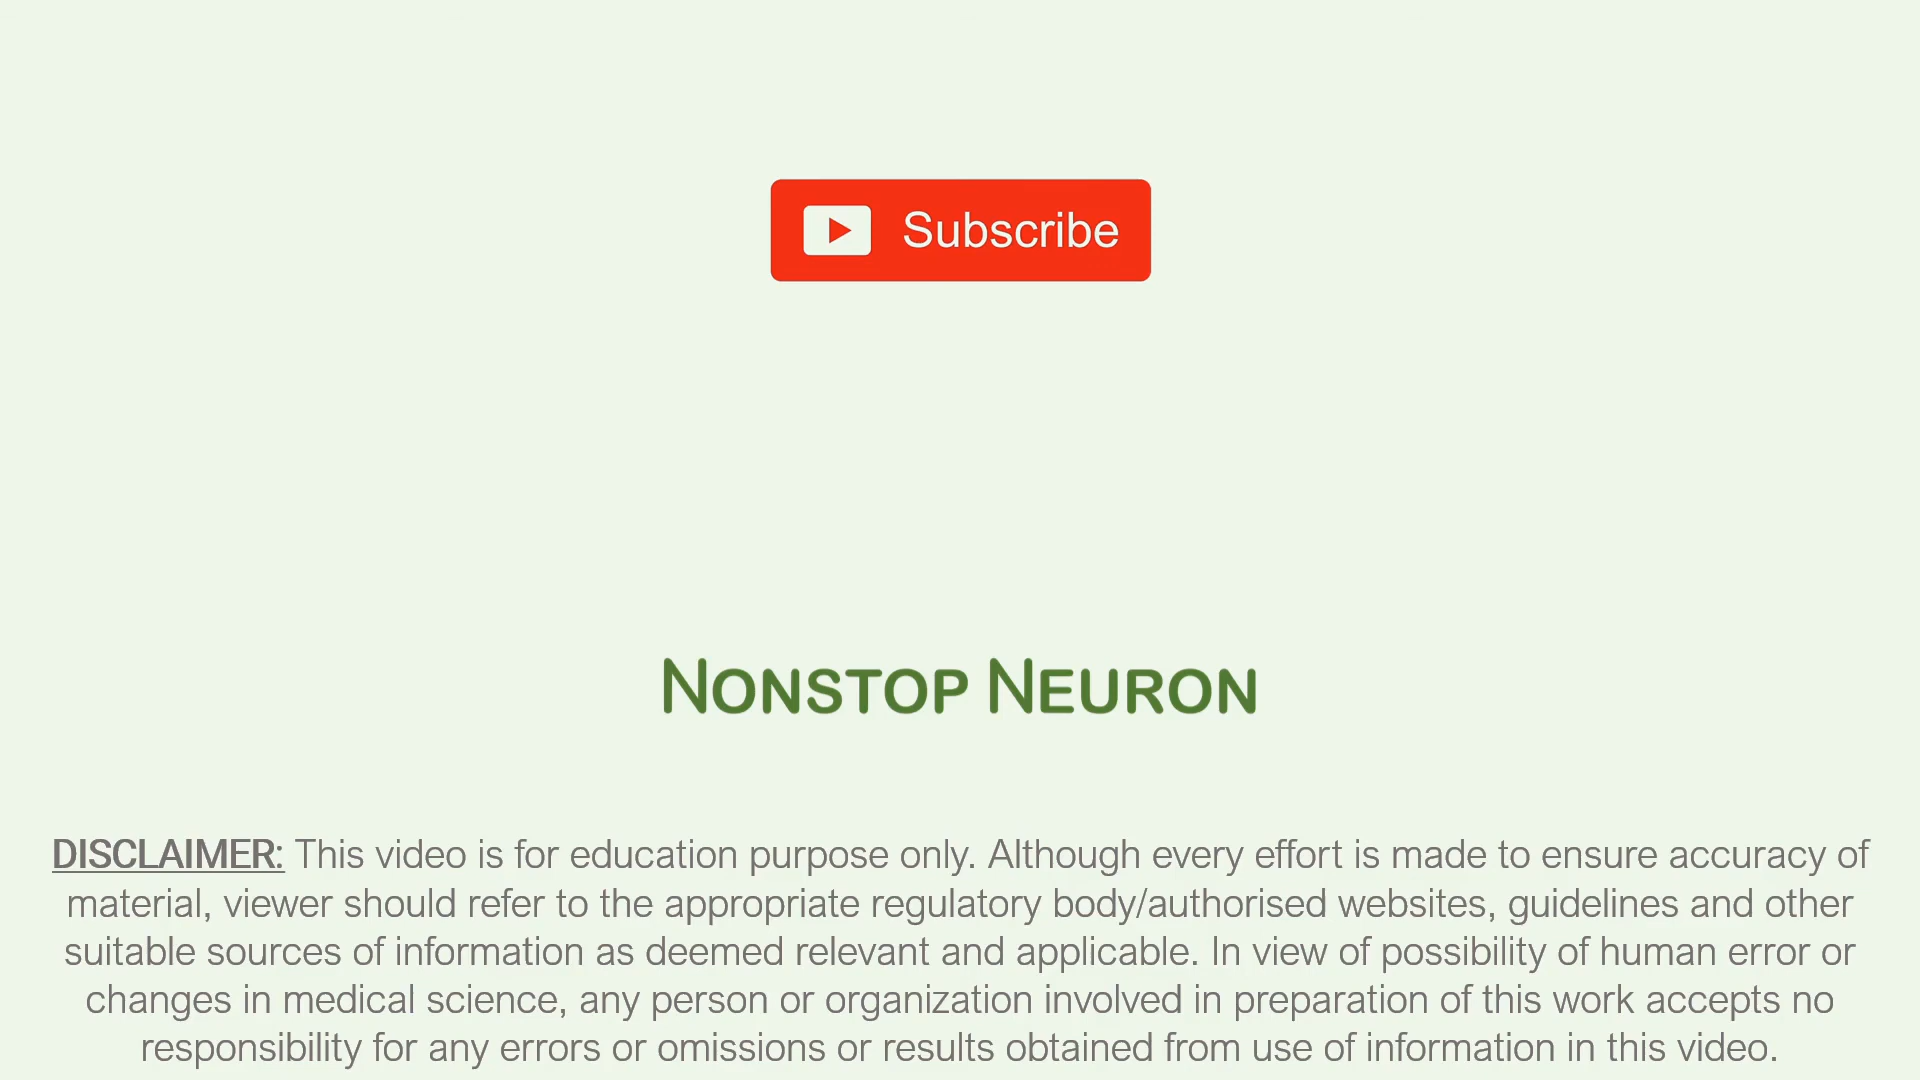 Subscribe
NONSTOP NEURON
DISCLAIMER: This video is for education purpose only. Although every effort is made to ensure accuracy of
material, viewer should refer to the appropriate regulatory body/authorised websites, guidelines and other
suitable sources of information as deemed relevant and applicable. In view of possibility of human error or
changes in medical science, any person or organization involved in preparation of this work accepts no
responsibility for any errors or omissions or results obtained from use of information in this video.